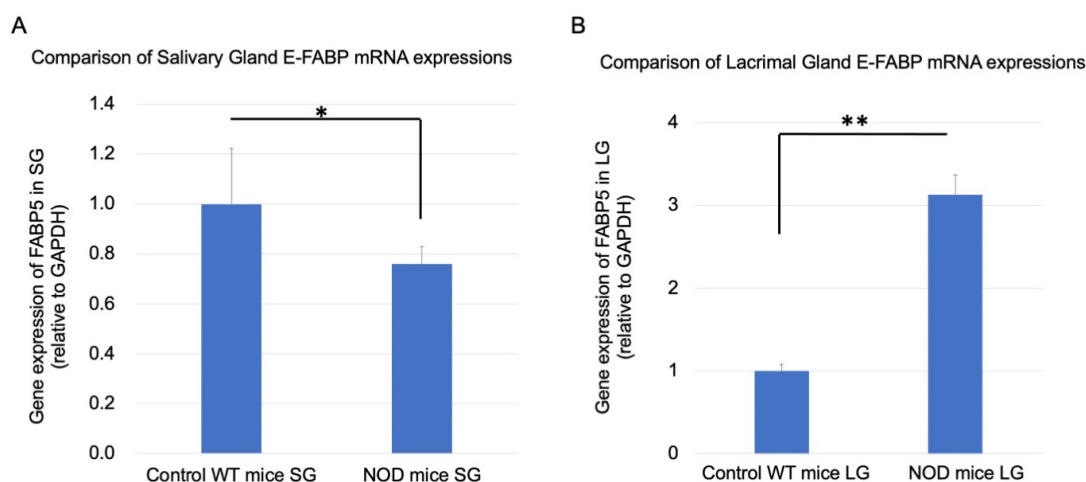 A
Comparison of Salivary Gland E-FABP mRNA expressions
Gene expression of FABP5 in SG
(relative to GAPDH)
1.4
1.2
1.0
0.8
0.6
0.4
0.2
0.0
*
Control WT mice SG
NOD mice SG
B
Comparison of Lacrimal Gland E-FABP mRNA expressions
Gene expression of FABP5 in LG
(relative to GAPDH)
4
3
2
1
0
**
Control WT mice LG
NOD mice LG